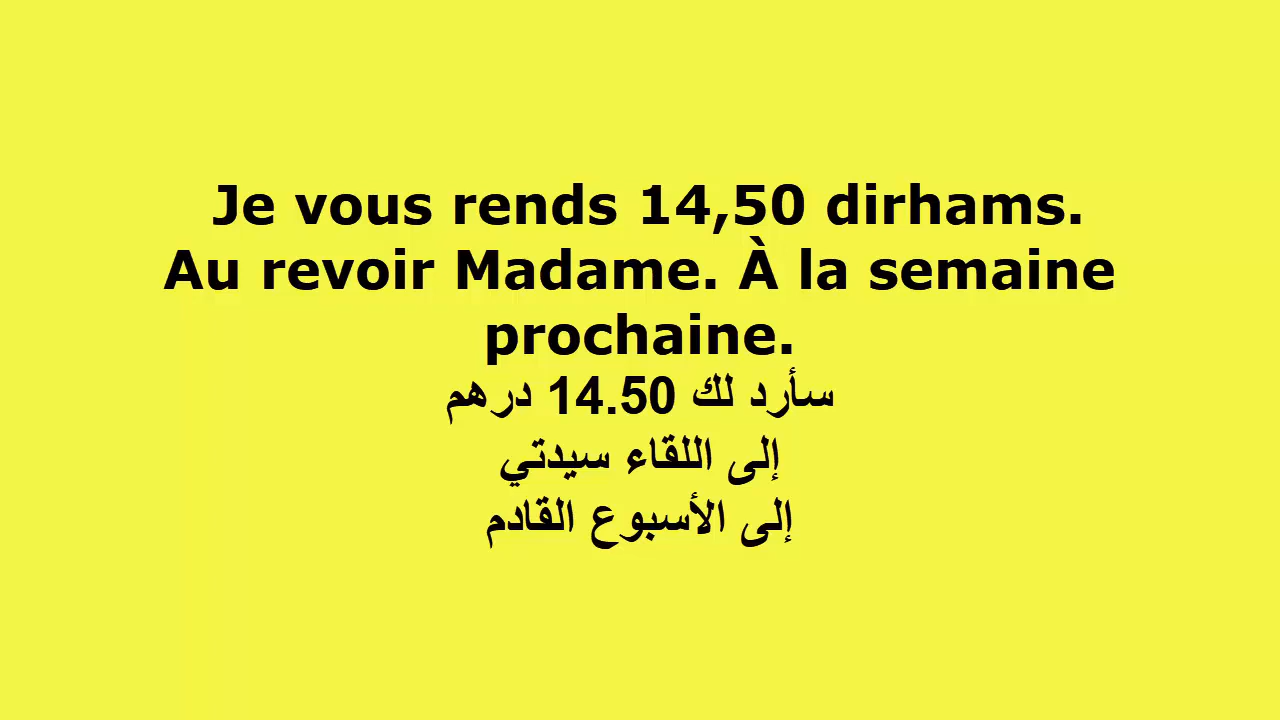 Je vous rends 14,50 dirhams.
Au revoir Madame. À la semaine
prochaine.
سأرد لك 14.50 درهم
إلى اللقاء سيدتي
إلى الأسبوع القادم